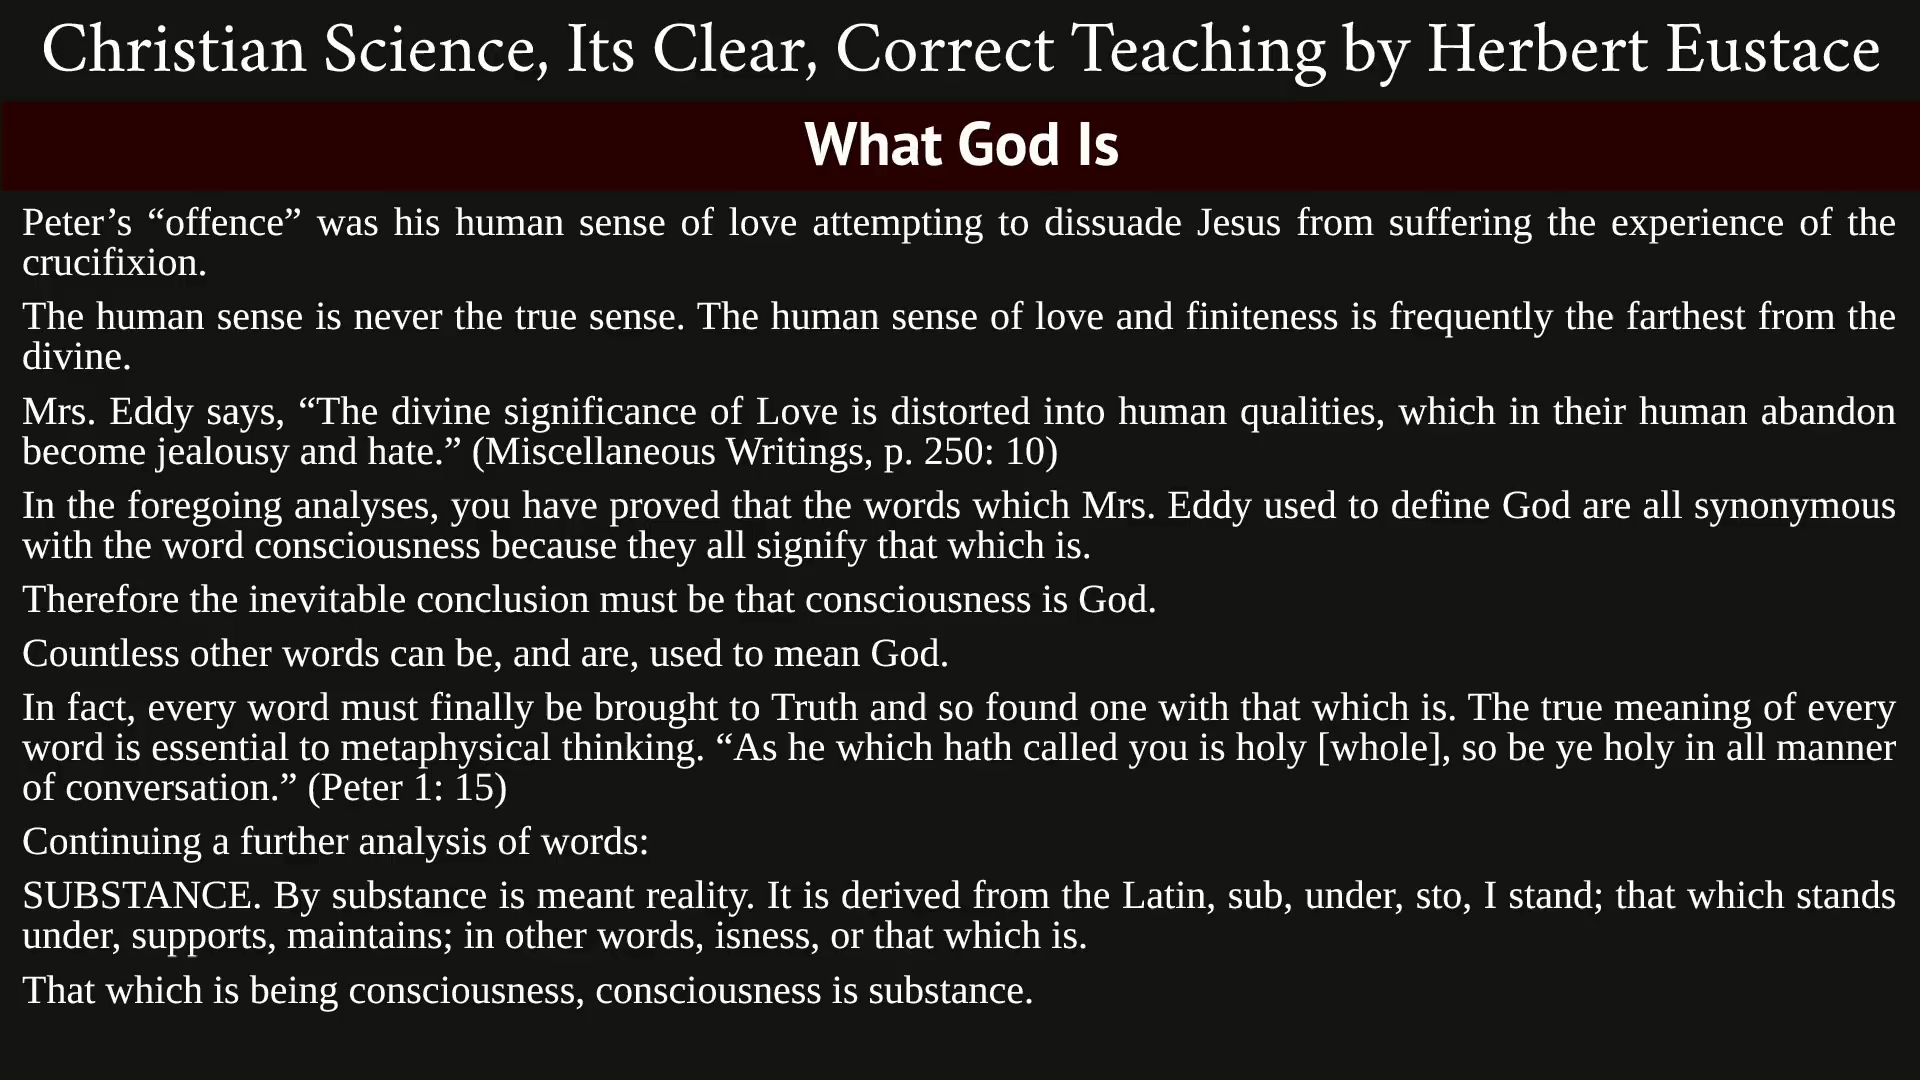 Christian Science, Its Clear, Correct Teaching by Herbert Eustace
What God Is
Peter’s “offence” was his human sense of love attempting to dissuade Jesus from suffering the experience of the
crucifixion.
The human sense is never the true sense. The human sense of love and finiteness is frequently the farthest from the
divine.
Mrs. Eddy says, “The divine significance of Love is distorted into human qualities, which in their human abandon
become jealousy and hate.” (Miscellaneous Writings, p. 250: 10)
In the foregoing analyses, you have proved that the words which Mrs. Eddy used to define God are all synonymous
with the word consciousness because they all signify that which is.
Therefore the inevitable conclusion must be that consciousness is God.
Countless other words can be, and are, used to mean God.
In fact, every word must finally be brought to Truth and so found one with that which is. The true meaning of every
word is essential to metaphysical thinking. “As he which hath called you is holy [whole], so be ye holy in all manner
of conversation.” (Peter 1: 15)
Continuing a further analysis of words:
SUBSTANCE. By substance is meant reality. It is derived from the Latin, sub, under, sto, I stand; that which stands
under, supports, maintains; in other words, isness, or that which is.
That which is being consciousness, consciousness is substance.